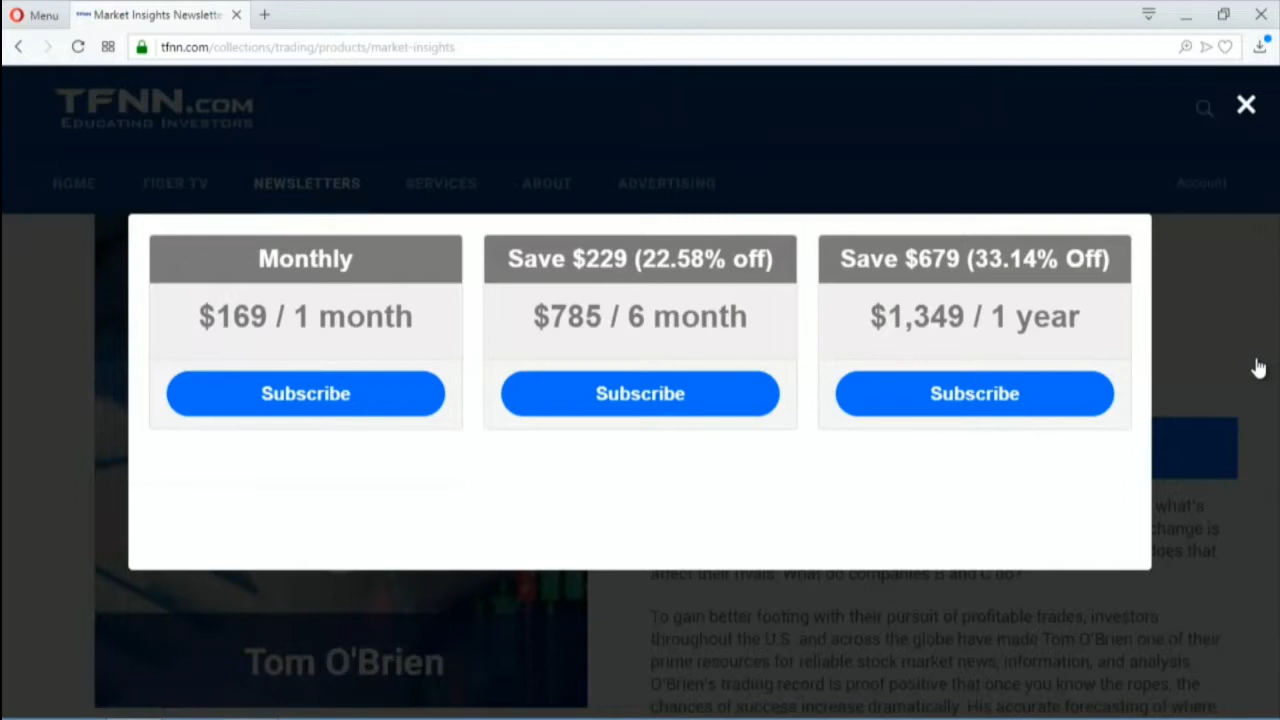 Menu
Market Insights Newslette
tfnn.com/collections/trading/products/market-insights
TFNN.COM
EDUCATING INVESTORS
HOME
TIGER TV
NEWSLETTERS
SERVICES
ABOUT
ADVERTISING
Account
Monthly
$169 / 1 month
Subscribe
Save $229 (22.58% off)
$785 / 6 month
Subscribe
Save $679 (33.14% Off)
$1,349 / 1 year
Subscribe
what's
change is
does that
affect their rivals. What do companies B and C do?
Tom O'Brien
To gain better footing with their pursuit of profitable trades, investors
throughout the U.S. and across the globe have made Tom O'Brien one of their
prime resources for reliable stock market news, information, and analysis.
O'Brien's trading record is proof positive that once you know the ropes, the
chances of success increase dramatically. His accurate forecasting of where